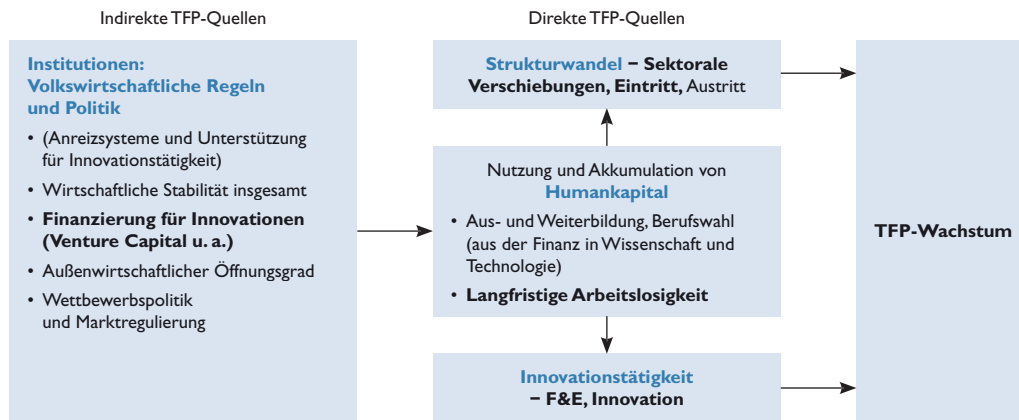 Indirekte TFP-Quellen
Institutionen:
Volkswirtschaftliche Regeln
und Politik
• (Anreizsysteme und Unterstützung
für Innovationstätigkeit)
• Wirtschaftliche Stabilität insgesamt
• Finanzierung für Innovationen
(Venture Capital u. a.)
• Außenwirtschaftlicher Öffnungsgrad
• Wettbewerbspolitik
und Marktregulierung
Direkte TFP-Quellen
Strukturwandel – Sektorale
Verschiebungen, Eintritt, Austritt
Nutzung und Akkumulation von
Humankapital
• Aus- und Weiterbildung, Berufswahl
(aus der Finanz in Wissenschaft und
Technologie)
• Langfristige Arbeitslosigkeit
Innovationstätigkeit
– F&E, Innovation
TFP-Wachstum